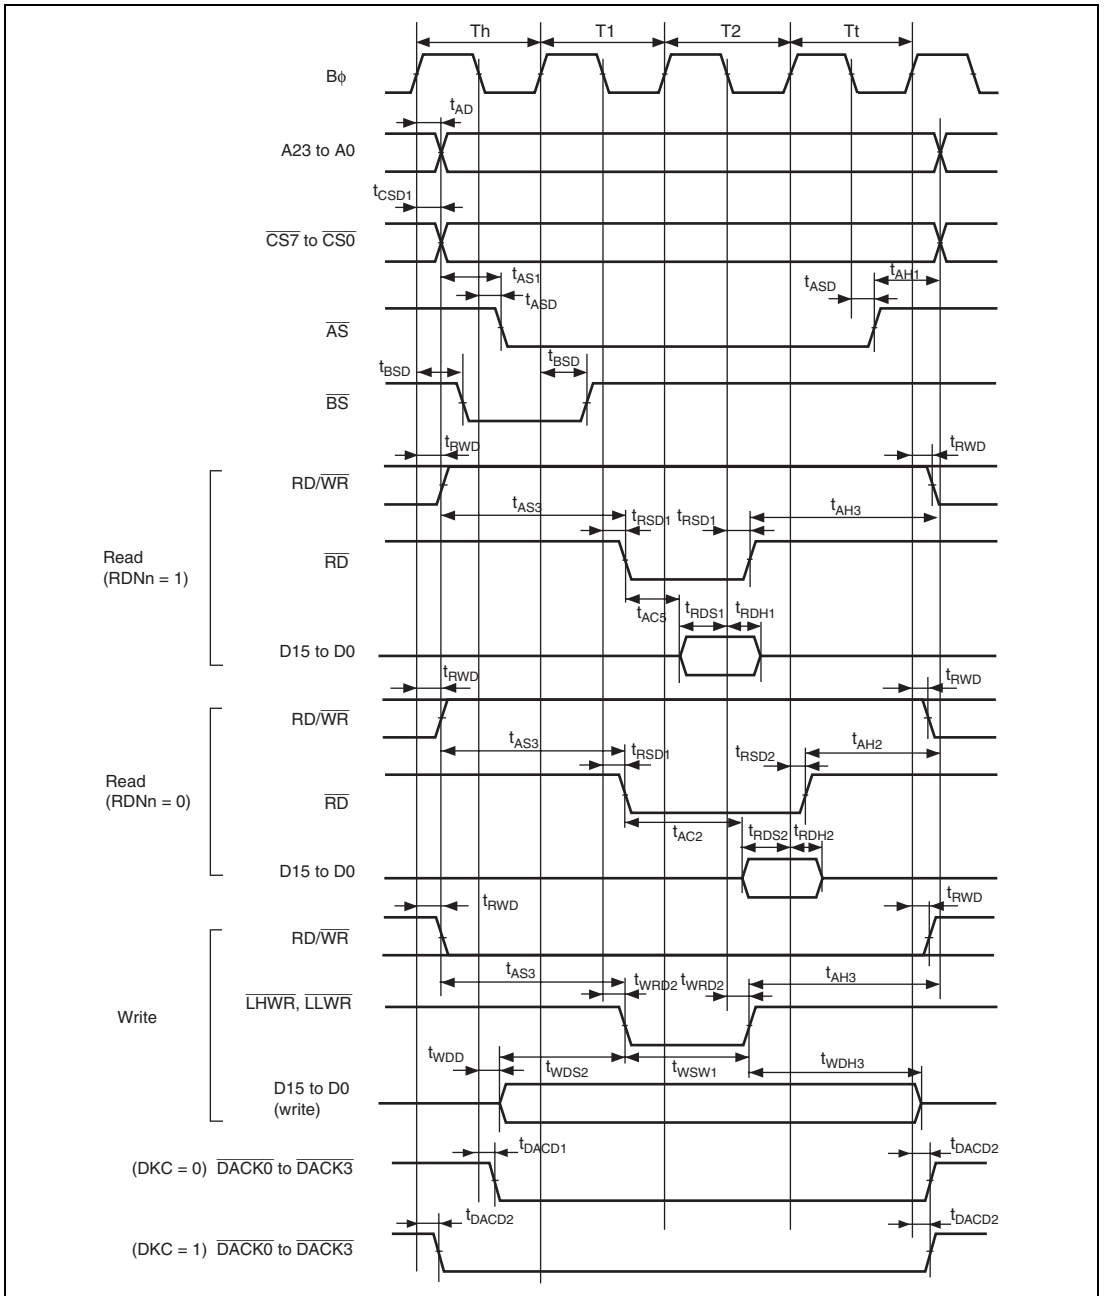 Th T1 T2 Tt
Bφ
tAD
A23 to A0
tCSD1
CS7 to CS0
tAS1 tASD tASD tAH1
AS
tBSD tBSD
BS
tRWD tRWD
RD/WR
tAS3 tRSD1 tRSD1 tAH3
Read
(RDNn = 1)
RD
tAC5 tRDS1 tRDH1
D15 to D0
tRWD tRWD
RD/WR
tAS3 tRSD1 tRSD2 tAH2
Read
(RDNn = 0)
RD
tAC2 tRDS2 tRDH2
D15 to D0
tRWD tRWD
RD/WR
tAS3 tWRD2 tWRD2 tAH3
LHWR, LLWR
Write
tWDD tWDS2 tWSW1 tWDH3
D15 to D0
(write)
tDACD1 tDACD2
(DKC = 0) DACK0 to DACK3
tDACD2 tDACD2
(DKC = 1) DACK0 to DACK3